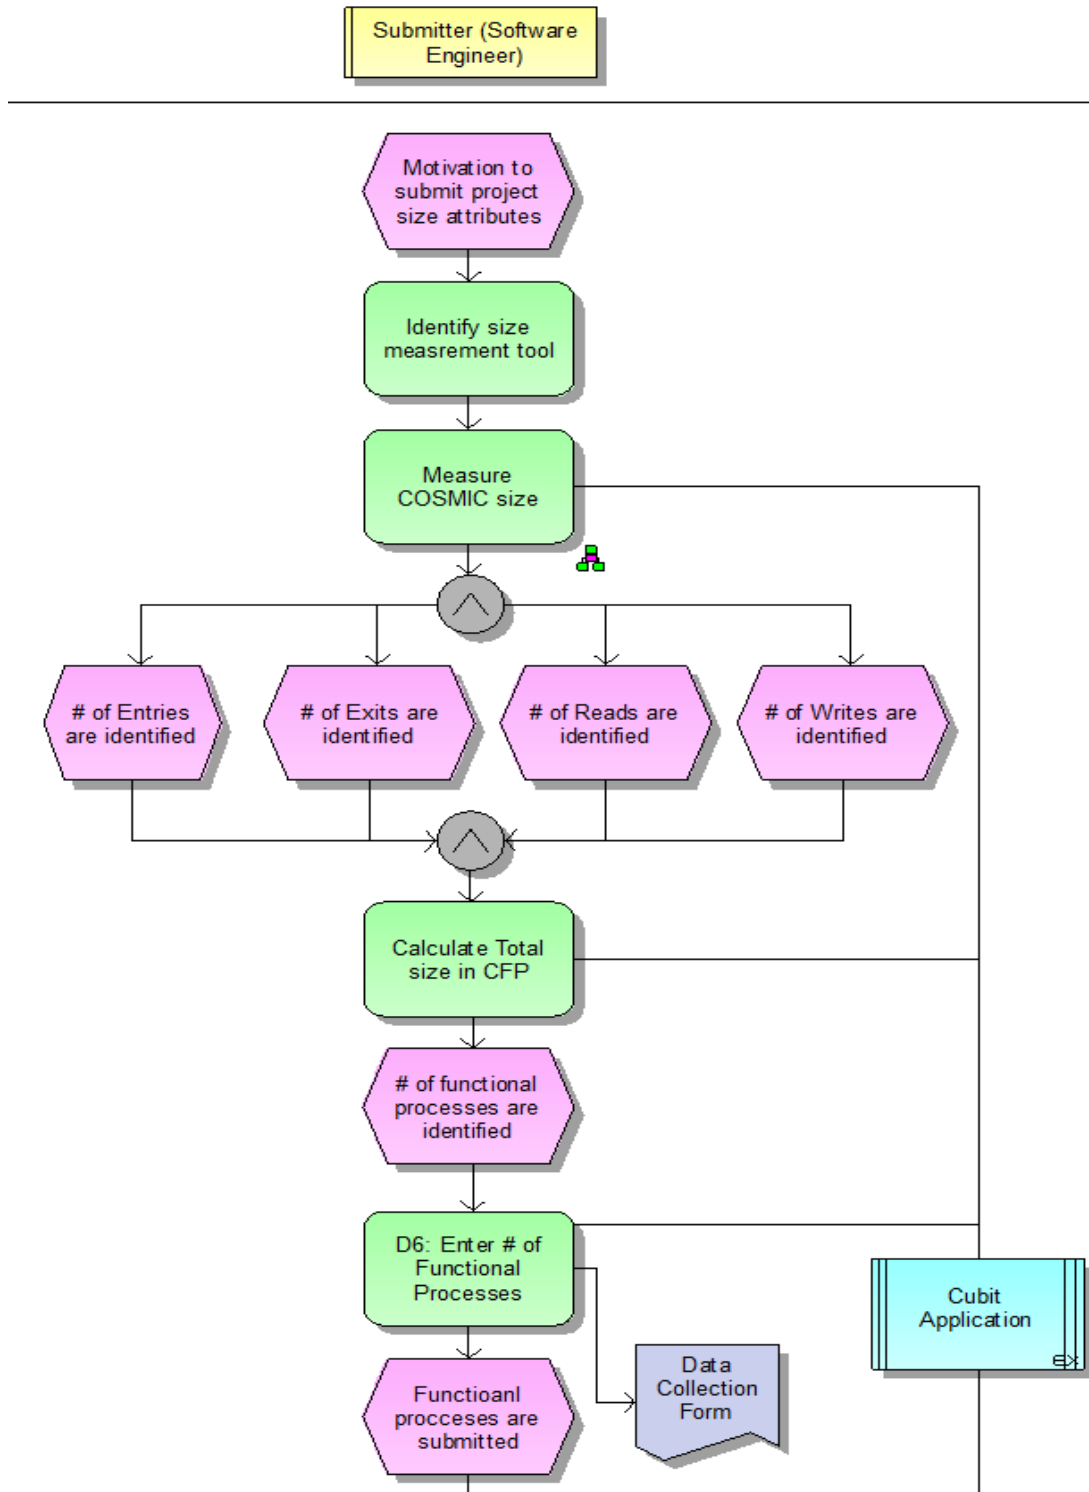 Submitter (Software
Engineer)
Motivation to
submit project
size attributes
Identify size
measrement tool
Measure
COSMIC size
# of Entries
are identified
# of Exits are
identified
# of Reads are
identified
# of Writes are
identified
Calculate Total
size in CFP
# of functional
processes are
identified
D6: Enter # of
Functional
Processes
Cubit
Application
Data
Collection
Form
Functioanl
procceses are
submitted